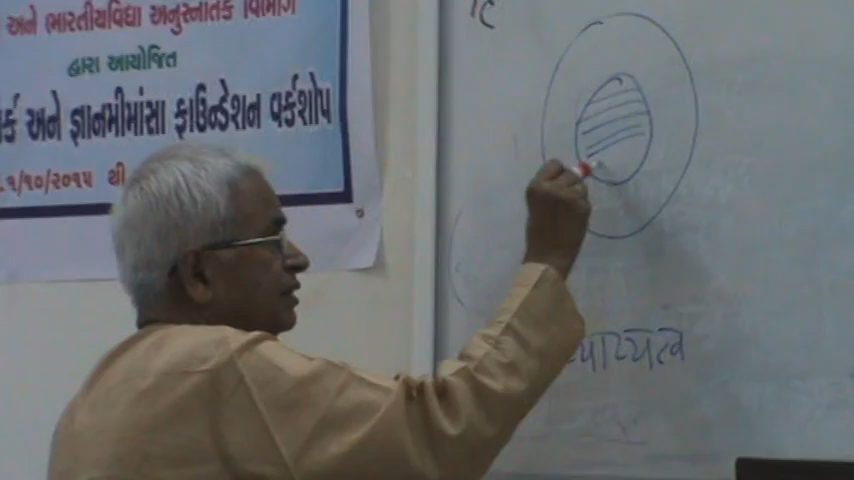 અને ભારતીયવિદ્યા અનુસ્નાતક વિભાગ
દ્વારા આયોજિત
અને જ્ઞાનમીમાંસા ફાઉન્ડેશન વર્કશોપ
૧/૧૦/૨૦૧૫ થી